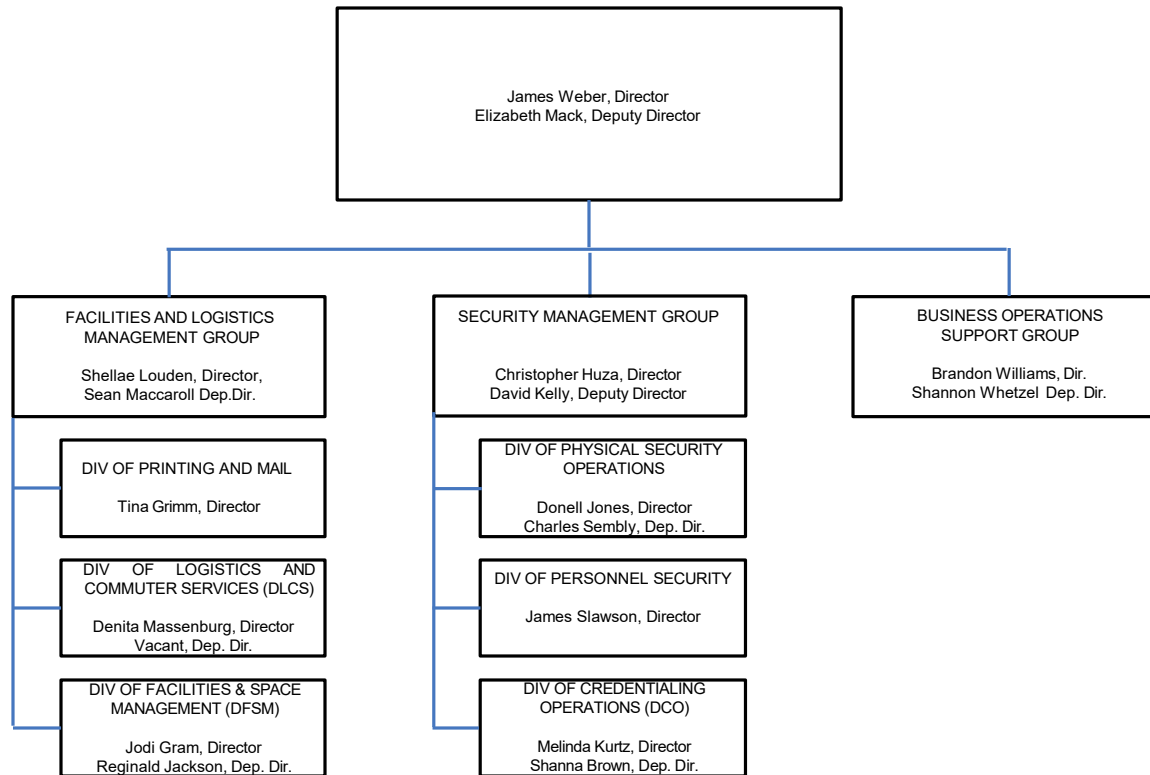 James Weber, Director
Elizabeth Mack, Deputy Director
FACILITIES AND LOGISTICS
MANAGEMENT GROUP
Shellae Louden, Director,
Sean Maccaroll Dep.Dir.
DIV OF PRINTING AND MAIL
Tina Grimm, Director
DIV OF LOGISTICS AND
COMMUTER SERVICES (DLCS)
Denita Massenburg, Director
Vacant, Dep. Dir.
DIV OF FACILITIES & SPACE
MANAGEMENT (DFSM)
Jodi Gram, Director
Reginald Jackson, Dep. Dir.
SECURITY MANAGEMENT GROUP
Christopher Huza, Director
David Kelly, Deputy Director
DIV OF PHYSICAL SECURITY
OPERATIONS
Donell Jones, Director
Charles Sembly, Dep. Dir.
DIV OF PERSONNEL SECURITY
James Slawson, Director
DIV OF CREDENTIALING
OPERATIONS (DCO)
Melinda Kurtz, Director
Shanna Brown, Dep. Dir.
BUSINESS OPERATIONS
SUPPORT GROUP
Brandon Williams, Dir.
Shannon Whetzel Dep. Dir.